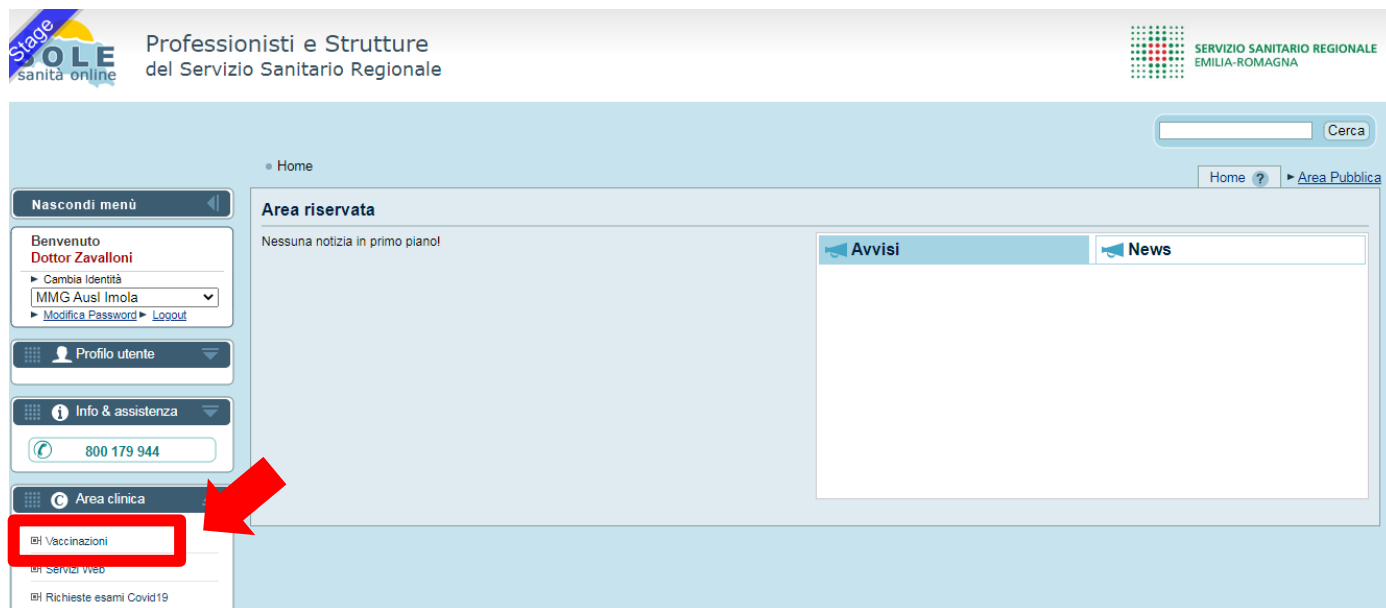 Stage
SOLE
sanità online
Professionisti e Strutture
del Servizio Sanitario Regionale
SERVIZIO SANITARIO REGIONALE
EMILIA-ROMAGNA
Cerca
Home
Home ?
Area Pubblica
Nascondi menù
Area riservata
Benvenuto
Dottor Zavalloni
Cambia Identità
MMG Ausl Imola
Modifica Password
Logout
Nessuna notizia in primo piano!
Avvisi
News
Profilo utente
Info & assistenza
800 179 944
Area clinica
Vaccinazioni
Servizi Web
Richieste esami Covid19